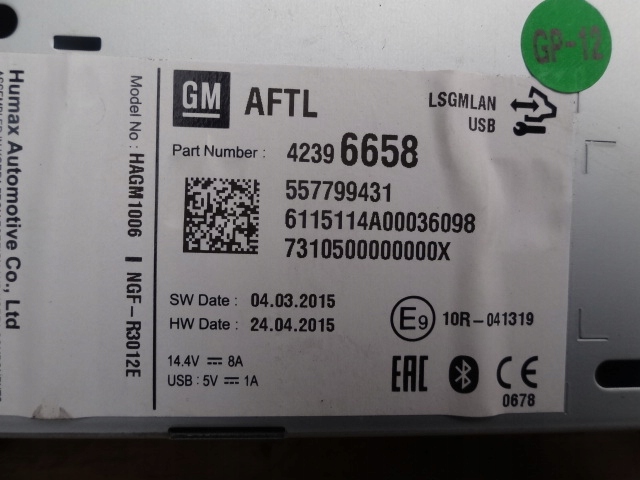 GP-12
GM AFTL
LSGMLAN
USB
Part Number : 4239 6658
557799431
6115114A00036098
7310500000000X
SW Date : 04.03.2015
HW Date : 24.04.2015
E9 10R-041319
14.4V ⎓ 8A
USB : 5V ⎓ 1A
EAC
CE
0678
Model No : HAGM1006 I NGF-R3012E
Humax Automotive Co., Ltd